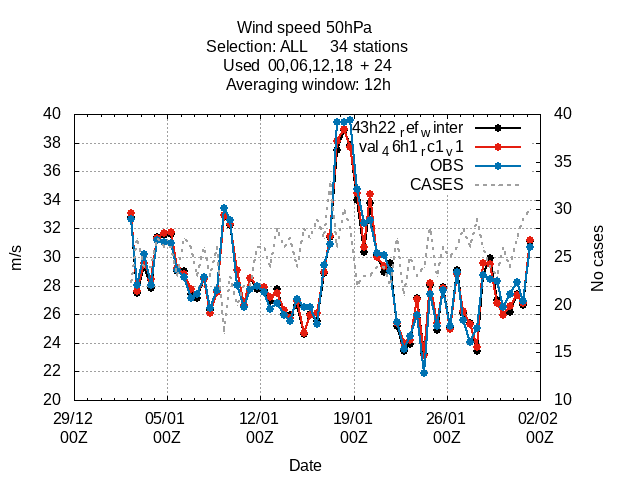 Wind speed 50hPa
Selection: ALL 34 stations
Used 00,06,12,18 + 24
Averaging window: 12h
40 40
43h22 refwinter
38
val46h1rc1v1
36 35
OBS
34
CASES
32
30 30
28 25
26
24 20
22 15
20 10
m/s
No cases
29/12 05/01 12/01 19/01 26/01 02/02
00Z 00Z 00Z 00Z 00Z 00Z
Date